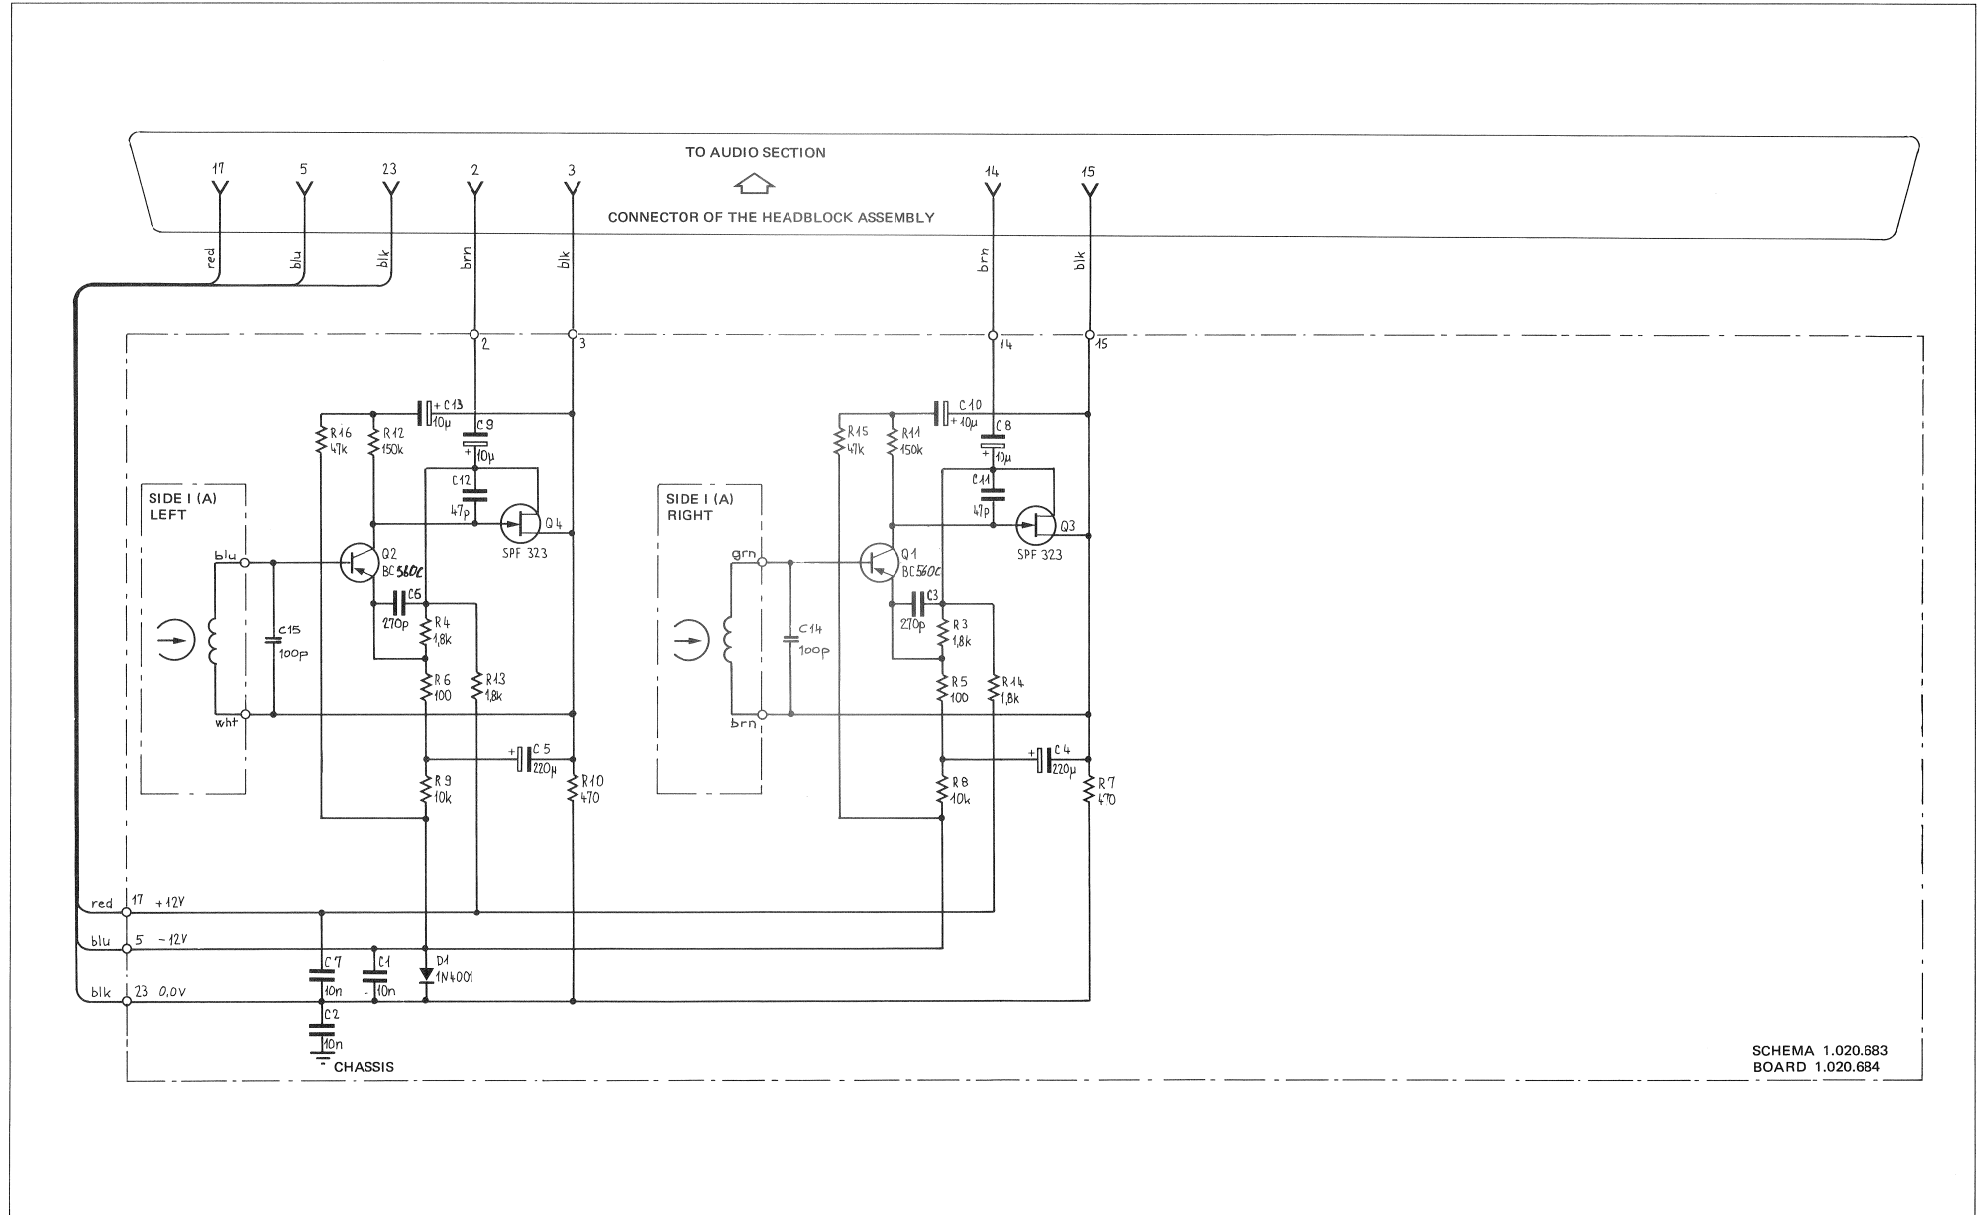 TO AUDIO SECTION
17 5 23 2 3 14 15
CONNECTOR OF THE HEADBLOCK ASSEMBLY
red blu blk brn blk brn blk
2 3 14 15
+ C13
10µ
C9
+ 10µ
R16
47k
R12
150k
C12
47p
Q4
SPF 323
SIDE I (A)
LEFT
blu
Q2
BC560C
C6
270p
R4
1,8k
C15
100p
R6
100
R13
1,8k
wht
+ C5
220µ
R9
10k
R10
470
C10
+ 10µ
C8
+ 10µ
R15
47k
R11
150k
C11
47p
Q3
SPF 323
SIDE I (A)
RIGHT
grn
Q1
BC560C
C3
270p
R3
1,8k
C14
100p
R5
100
R14
1,8k
brn
+ C4
220µ
R8
10k
R7
470
red 17 +12V
blu 5 -12V
C7
10n
C1
10n
D1
1N4001
blk 23 0,0V
C2
10n
CHASSIS
SCHEMA 1.020.683
BOARD 1.020.684